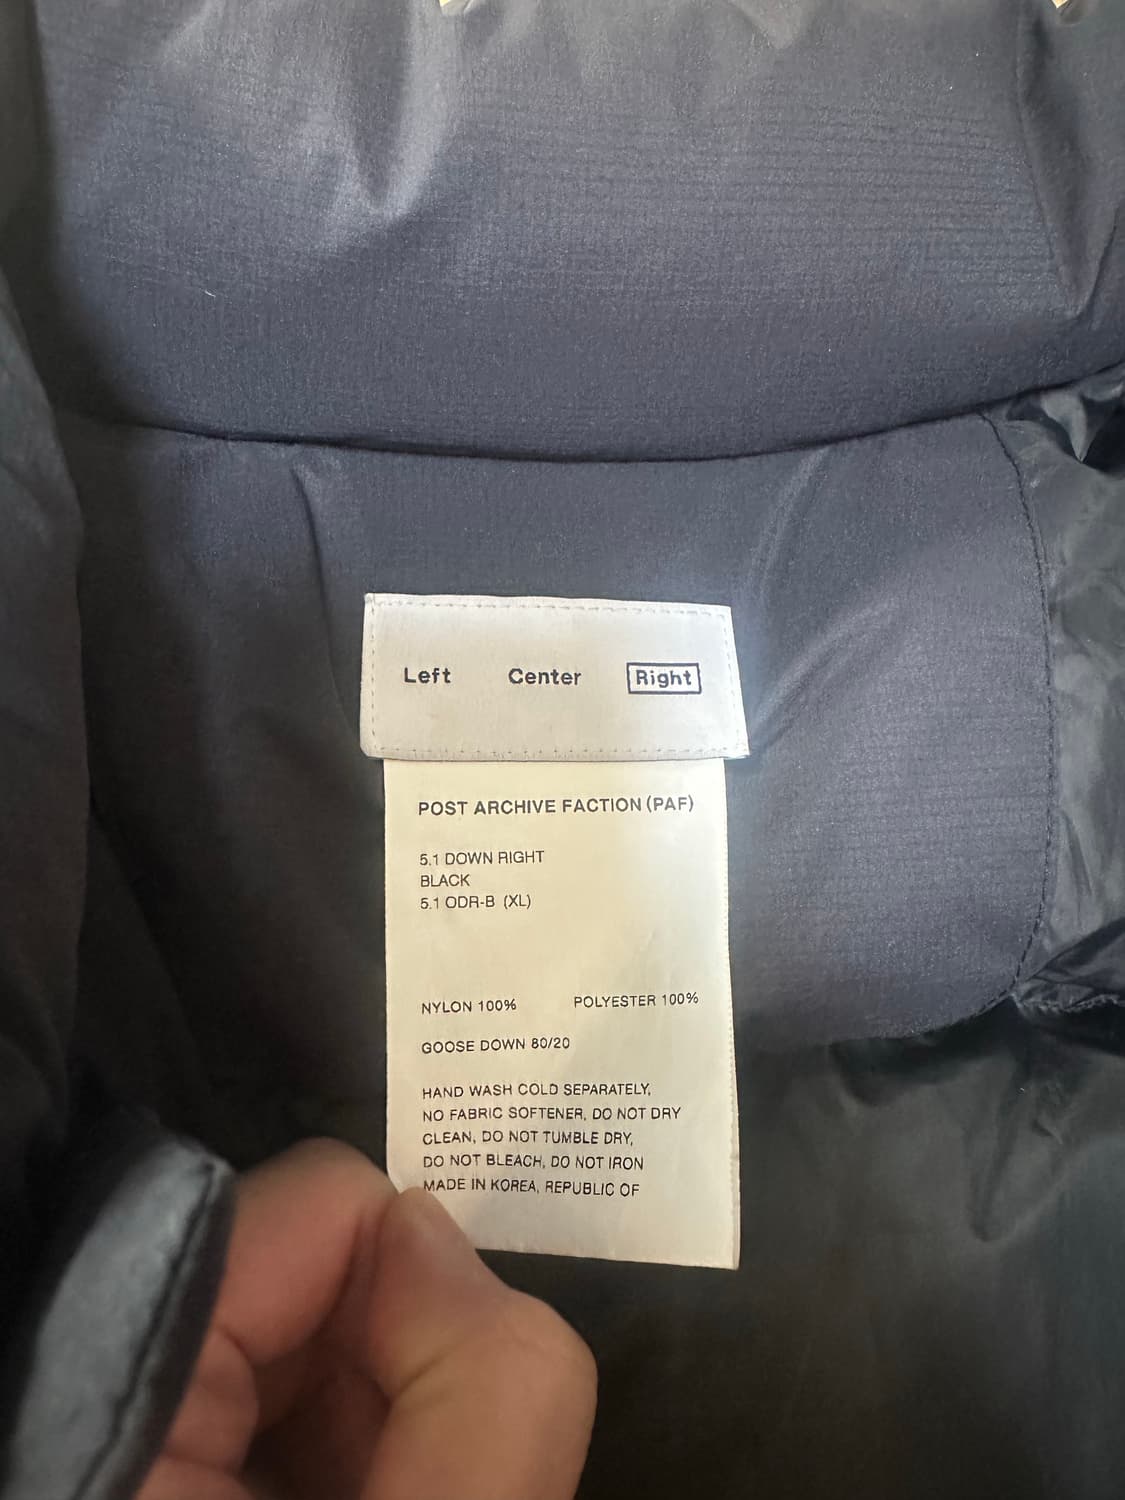 Left Center Right
POST ARCHIVE FACTION (PAF)
5.1 DOWN RIGHT
BLACK
5.1 ODR-B (XL)
NYLON 100% POLYESTER 100%
GOOSE DOWN 80/20
HAND WASH COLD SEPARATELY,
NO FABRIC SOFTENER, DO NOT DRY
CLEAN, DO NOT TUMBLE DRY,
DO NOT BLEACH, DO NOT IRON
MADE IN KOREA, REPUBLIC OF